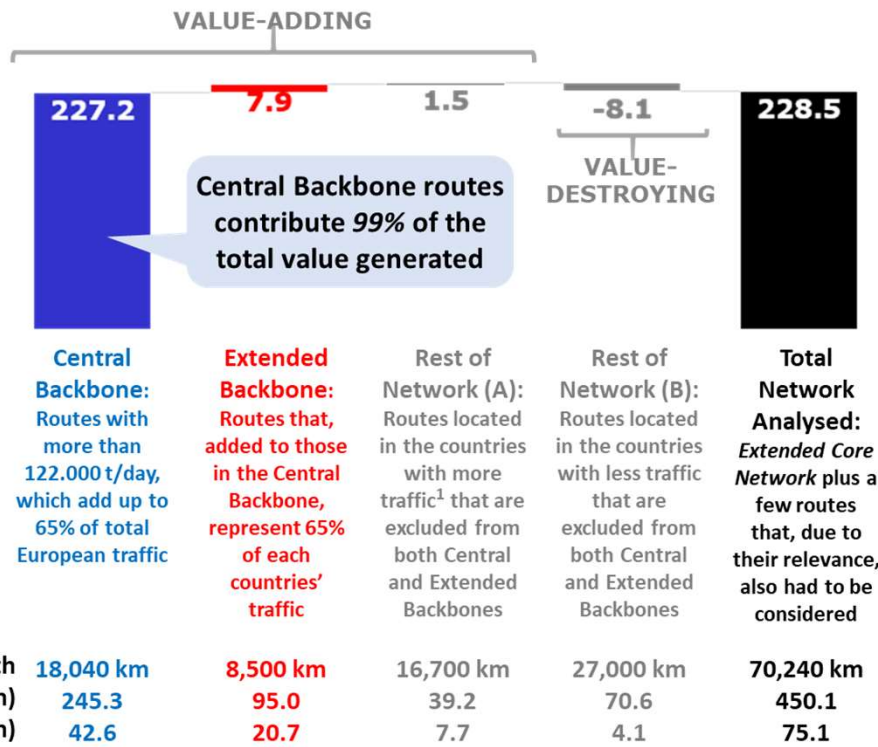 VALUE-ADDING
227.2
7.9
1.5
-8.1
228.5
VALUE-
DESTROYING
Central Backbone routes
contribute 99% of the
total value generated
Central
Backbone:
Routes with
more than
122.000 t/day,
which add up to
65% of total
European traffic
Extended
Backbone:
Routes that,
added to those
in the Central
Backbone,
represent 65%
of each
countries'
traffic
Rest of
Network (A):
Routes located
in the countries
with more
traffic¹ that are
excluded from
both Central
and Extended
Backbones
Rest of
Network (B):
Routes located
in the countries
with less traffic
that are
excluded from
both Central
and Extended
Backbones
Total
Network
Analysed:
Extended Core
Network plus a
few routes
that, due to
their relevance,
also had to be
considered
18,040 km 8,500 km 16,700 km 27,000 km 70,240 km
245.3 95.0 39.2 70.6 450.1
42.6 20.7 7.7 4.1 75.1